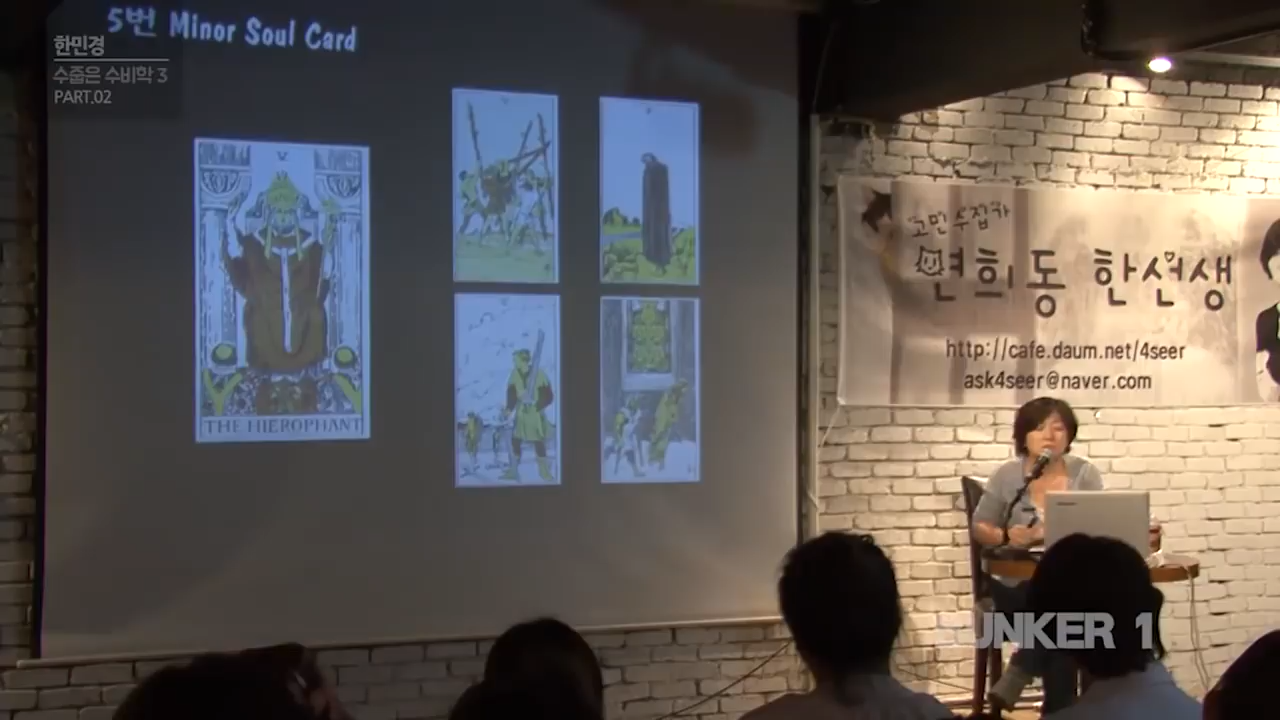 5번 Minor Soul Card
한민경
수줍은 수비학 3
PART.02
V
THE HIEROPHANT
고민 수집가
연희동 한선생
http://cafe.daum.net/4seer
ask4seer@naver.com
UNKER 1